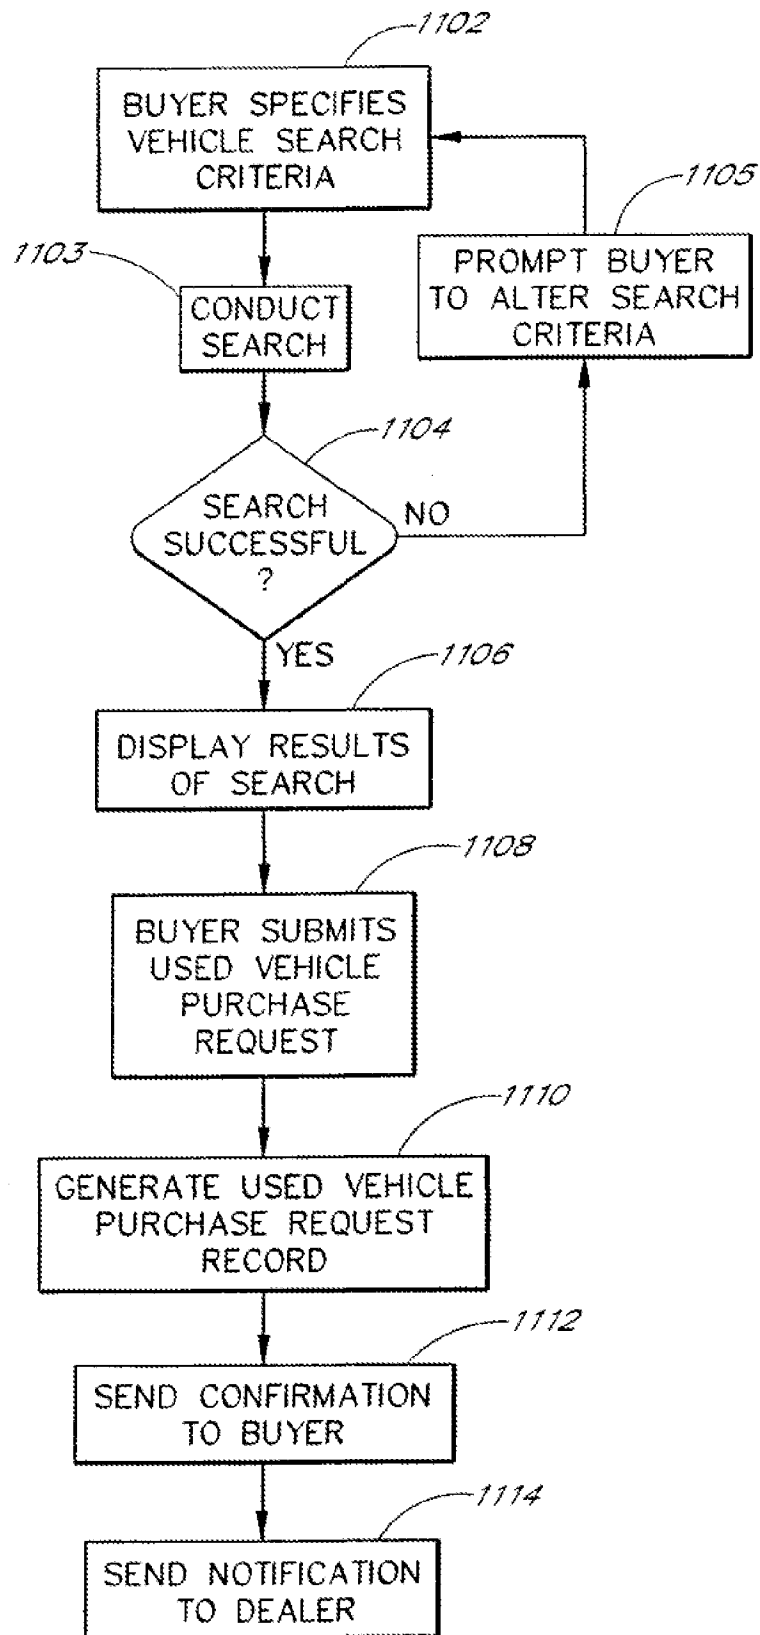 1102
BUYER SPECIFIES
VEHICLE SEARCH
CRITERIA
1105
PROMPT BUYER
TO ALTER SEARCH
CRITERIA
1103
CONDUCT
SEARCH
1104
SEARCH
SUCCESSFUL
?
NO
YES
1106
DISPLAY RESULTS
OF SEARCH
1108
BUYER SUBMITS
USED VEHICLE
PURCHASE
REQUEST
1110
GENERATE USED VEHICLE
PURCHASE REQUEST
RECORD
1112
SEND CONFIRMATION
TO BUYER
1114
SEND NOTIFICATION
TO DEALER